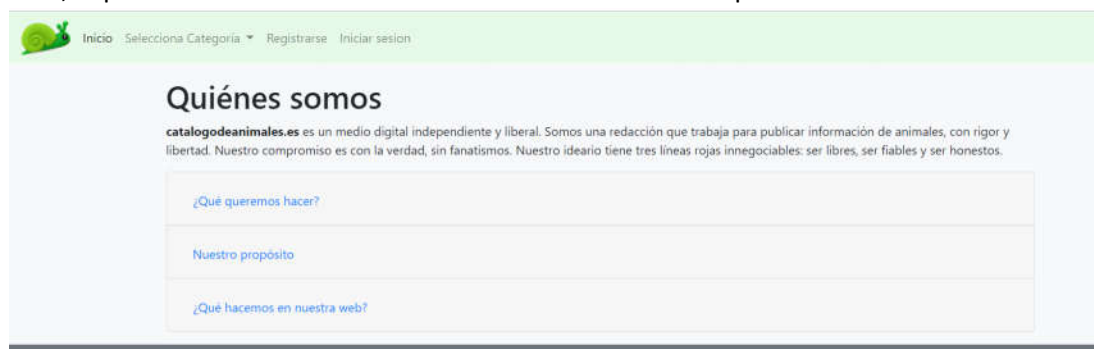 Inicio Selecciona Categoría Registrarse Iniciar sesion
Quiénes somos
catalogodeanimales.es es un medio digital independiente y liberal. Somos una redacción que trabaja para publicar información de animales, con rigor y
libertad. Nuestro compromiso es con la verdad, sin fanatismos. Nuestro ideario tiene tres líneas rojas innegociables: ser libres, ser fiables y ser honestos.
¿Qué queremos hacer?
Nuestro propósito
¿Qué hacemos en nuestra web?